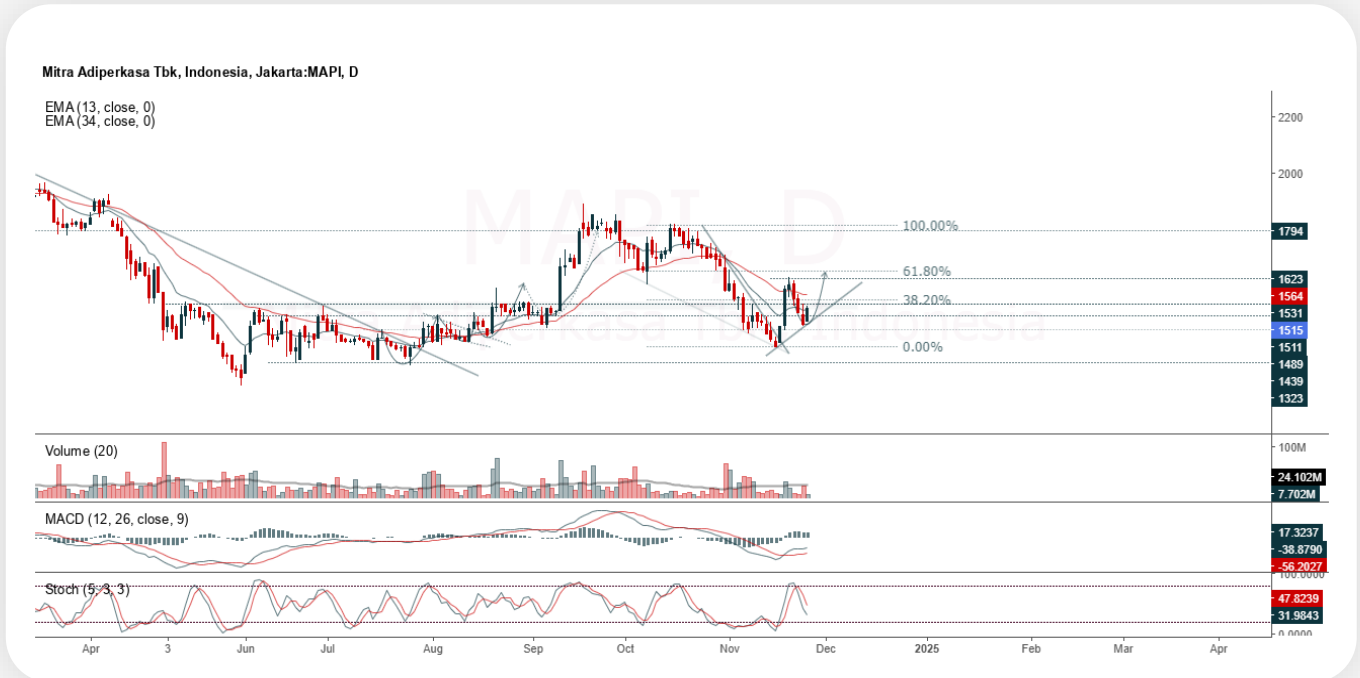 Mitra Adiperkasa Tbk, Indonesia, Jakarta:MAPI, D
EMA (13, close, 0)
EMA (34, close, 0)
MAPI, D
2200
2000
100.00%
1794
61.80%
1623
1564
38.20%
1531
1515
0.00%
1511
1489
1439
1323
Volume (20)
100M
24.102M
7.702M
MACD (12, 26, close, 9)
17.3237
-38.8790
-56.2027
100.0000
Stoch (5, 3, 3)
47.8239
31.9843
0.0000
Apr 3 Jun Jul Aug Sep Oct Nov Dec 2025 Feb Mar Apr